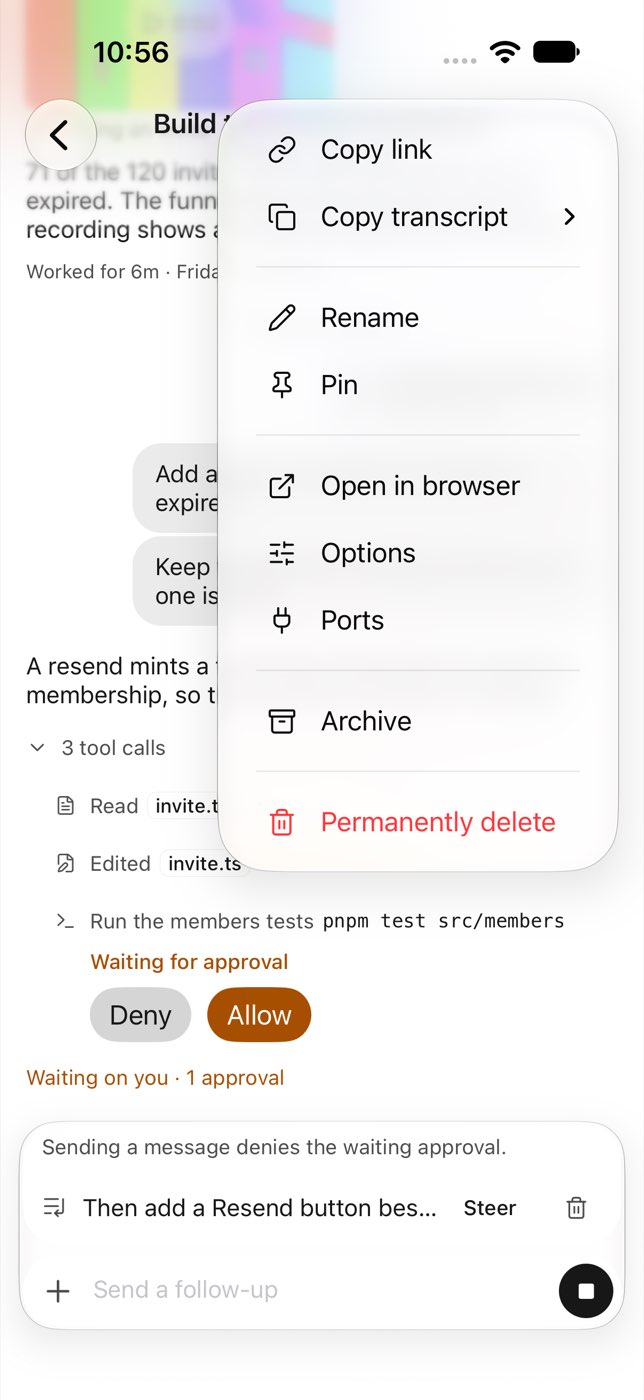 10:56
Build
Copy link
Copy transcript
Rename
Pin
Open in browser
Options
Ports
Archive
Permanently delete
71 of the 120 invit
expired. The funn
recording shows a
Worked for 6m · Frida
Add a
expire
Keep
one is
A resend mints a
membership, so t
3 tool calls
Read invite.t
Edited invite.ts
Run the members tests pnpm test src/members
Waiting for approval
Deny
Allow
Waiting on you · 1 approval
Sending a message denies the waiting approval.
Then add a Resend button bes... Steer
Send a follow-up